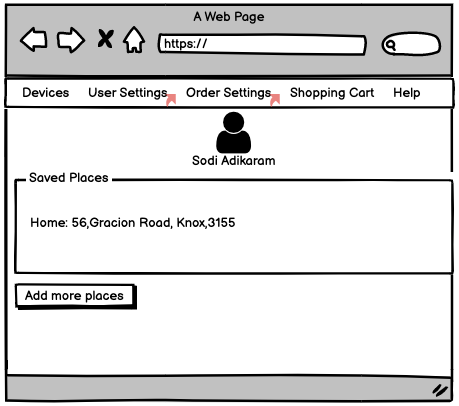 A Web Page
https://
Devices User Settings Order Settings Shopping Cart Help
Sodi Adikaram
Saved Places
Home: 56,Gracion Road, Knox,3155
Add more places